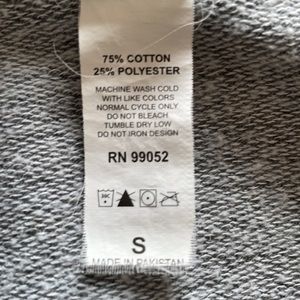 75% COTTON
25% POLYESTER
MACHINE WASH COLD
WITH LIKE COLORS
NORMAL CYCLE ONLY
DO NOT BLEACH
TUMBLE DRY LOW
DO NOT IRON DESIGN
RN 99052
30C
S
MADE IN PAKISTAN